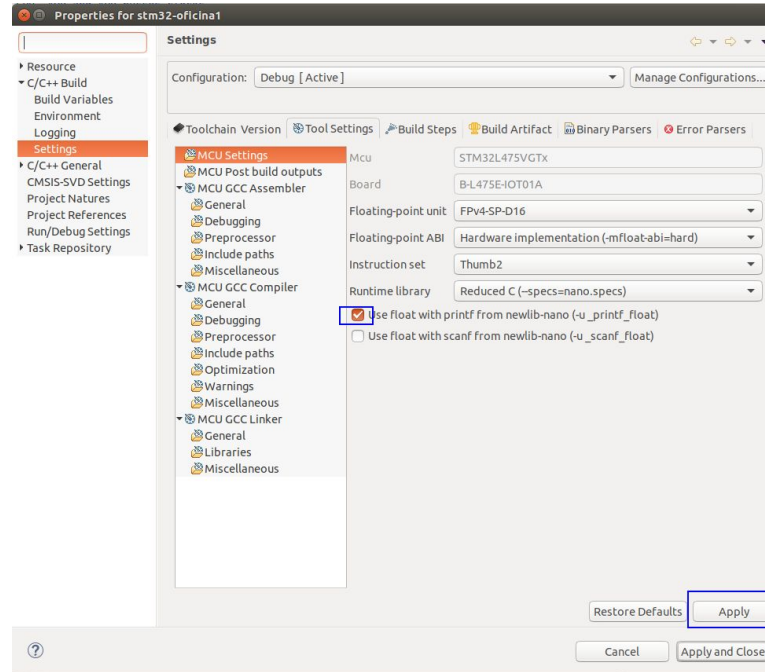 Properties for stm32-oficina1
Settings
Resource
C/C++ Build
Build Variables
Environment
Logging
Settings
C/C++ General
CMSIS-SVD Settings
Project Natures
Project References
Run/Debug Settings
Task Repository
Configuration: Debug [ Active ]
Manage Configurations...
Toolchain Version Tool Settings Build Steps Build Artifact Binary Parsers Error Parsers
MCU Settings
MCU Post build outputs
MCU GCC Assembler
General
Debugging
Preprocessor
Include paths
Miscellaneous
MCU GCC Compiler
General
Debugging
Preprocessor
Include paths
Optimization
Warnings
Miscellaneous
MCU GCC Linker
General
Libraries
Miscellaneous
Mcu STM32L475VGTx
Board B-L475E-IOT01A
Floating-point unit FPv4-SP-D16
Floating-point ABI Hardware implementation (-mfloat-abi=hard)
Instruction set Thumb2
Runtime library Reduced C (--specs=nano.specs)
Use float with printf from newlib-nano (-u _printf_float)
Use float with scanf from newlib-nano (-u _scanf_float)
Restore Defaults Apply
? Cancel Apply and Close